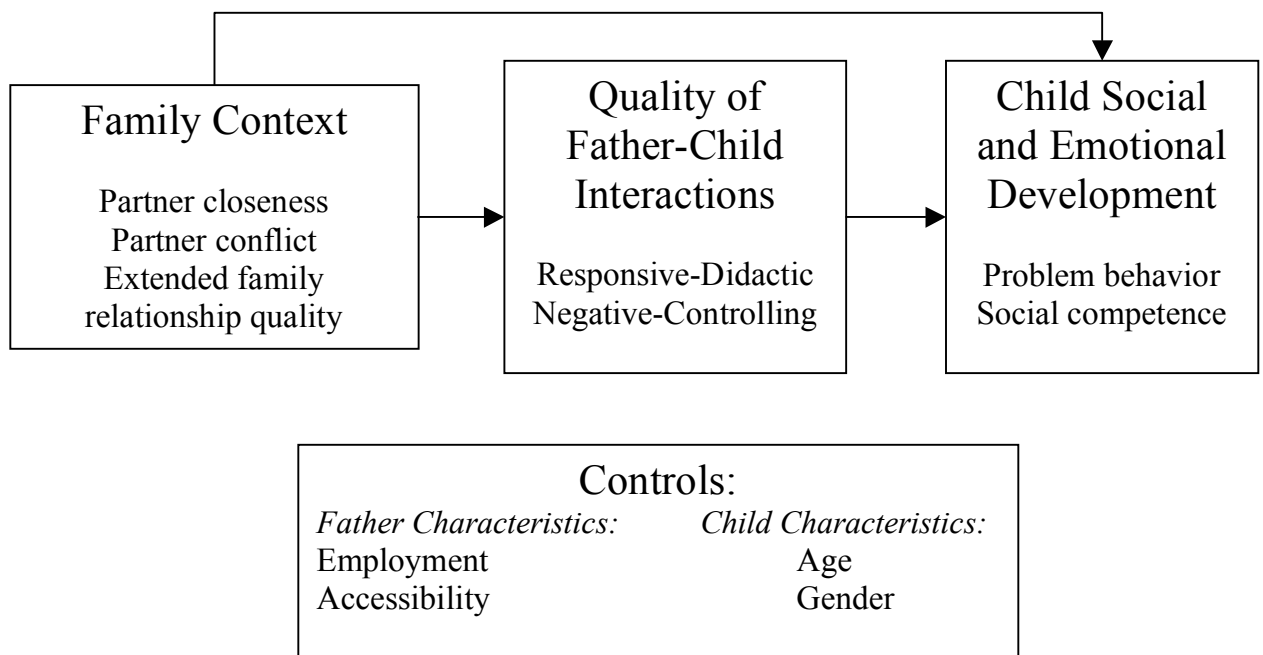 Family Context
Partner closeness
Partner conflict
Extended family
relationship quality
Quality of
Father-Child
Interactions
Responsive-Didactic
Negative-Controlling
Child Social
and Emotional
Development
Problem behavior
Social competence
Controls:
Father Characteristics:
Employment
Accessibility
Child Characteristics:
Age
Gender